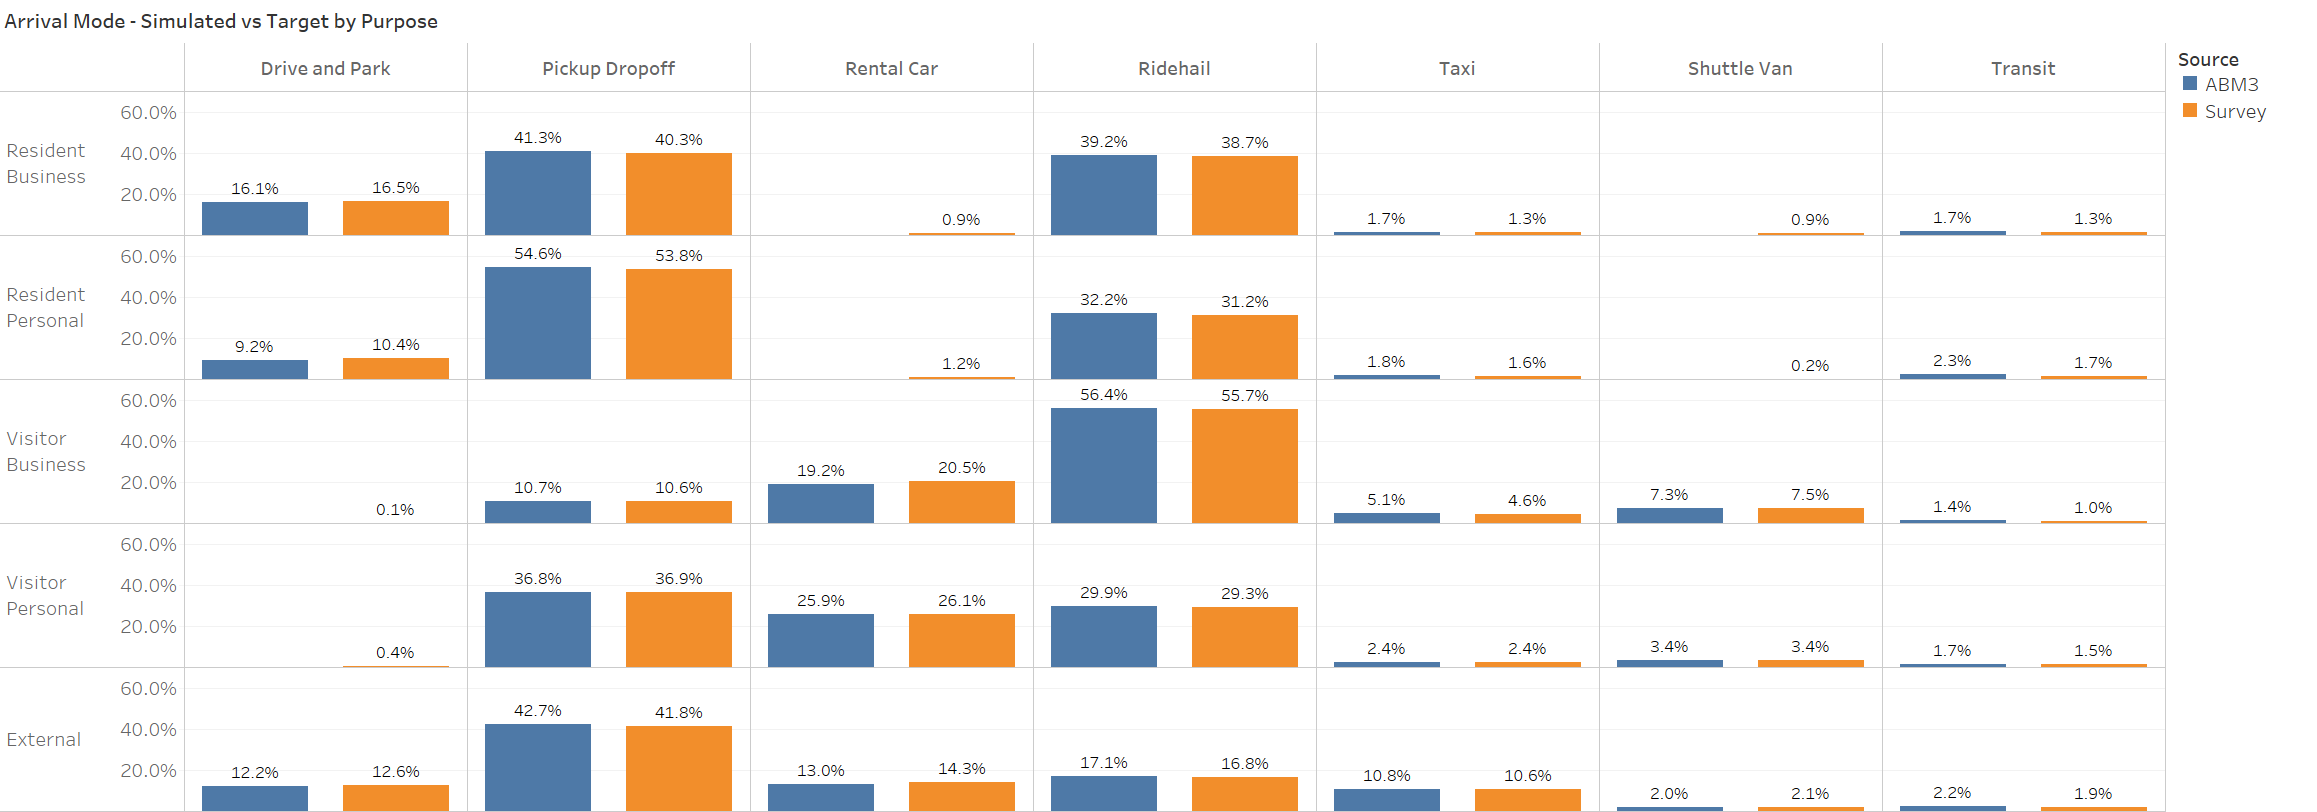 Arrival Mode - Simulated vs Target by Purpose
Drive and Park Pickup Dropoff Rental Car Ridehail Taxi Shuttle Van Transit
Source
ABM3
Survey
Resident
Business
60.0%
40.0%
20.0%
16.1% 16.5% 41.3% 40.3% 0.9% 39.2% 38.7% 1.7% 1.3% 0.9% 1.7% 1.3%
Resident
Personal
60.0%
40.0%
20.0%
9.2% 10.4% 54.6% 53.8% 1.2% 32.2% 31.2% 1.8% 1.6% 0.2% 2.3% 1.7%
Visitor
Business
60.0%
40.0%
20.0%
0.1% 10.7% 10.6% 19.2% 20.5% 56.4% 55.7% 5.1% 4.6% 7.3% 7.5% 1.4% 1.0%
Visitor
Personal
60.0%
40.0%
20.0%
0.4% 36.8% 36.9% 25.9% 26.1% 29.9% 29.3% 2.4% 2.4% 3.4% 3.4% 1.7% 1.5%
External
60.0%
40.0%
20.0%
12.2% 12.6% 42.7% 41.8% 13.0% 14.3% 17.1% 16.8% 10.8% 10.6% 2.0% 2.1% 2.2% 1.9%